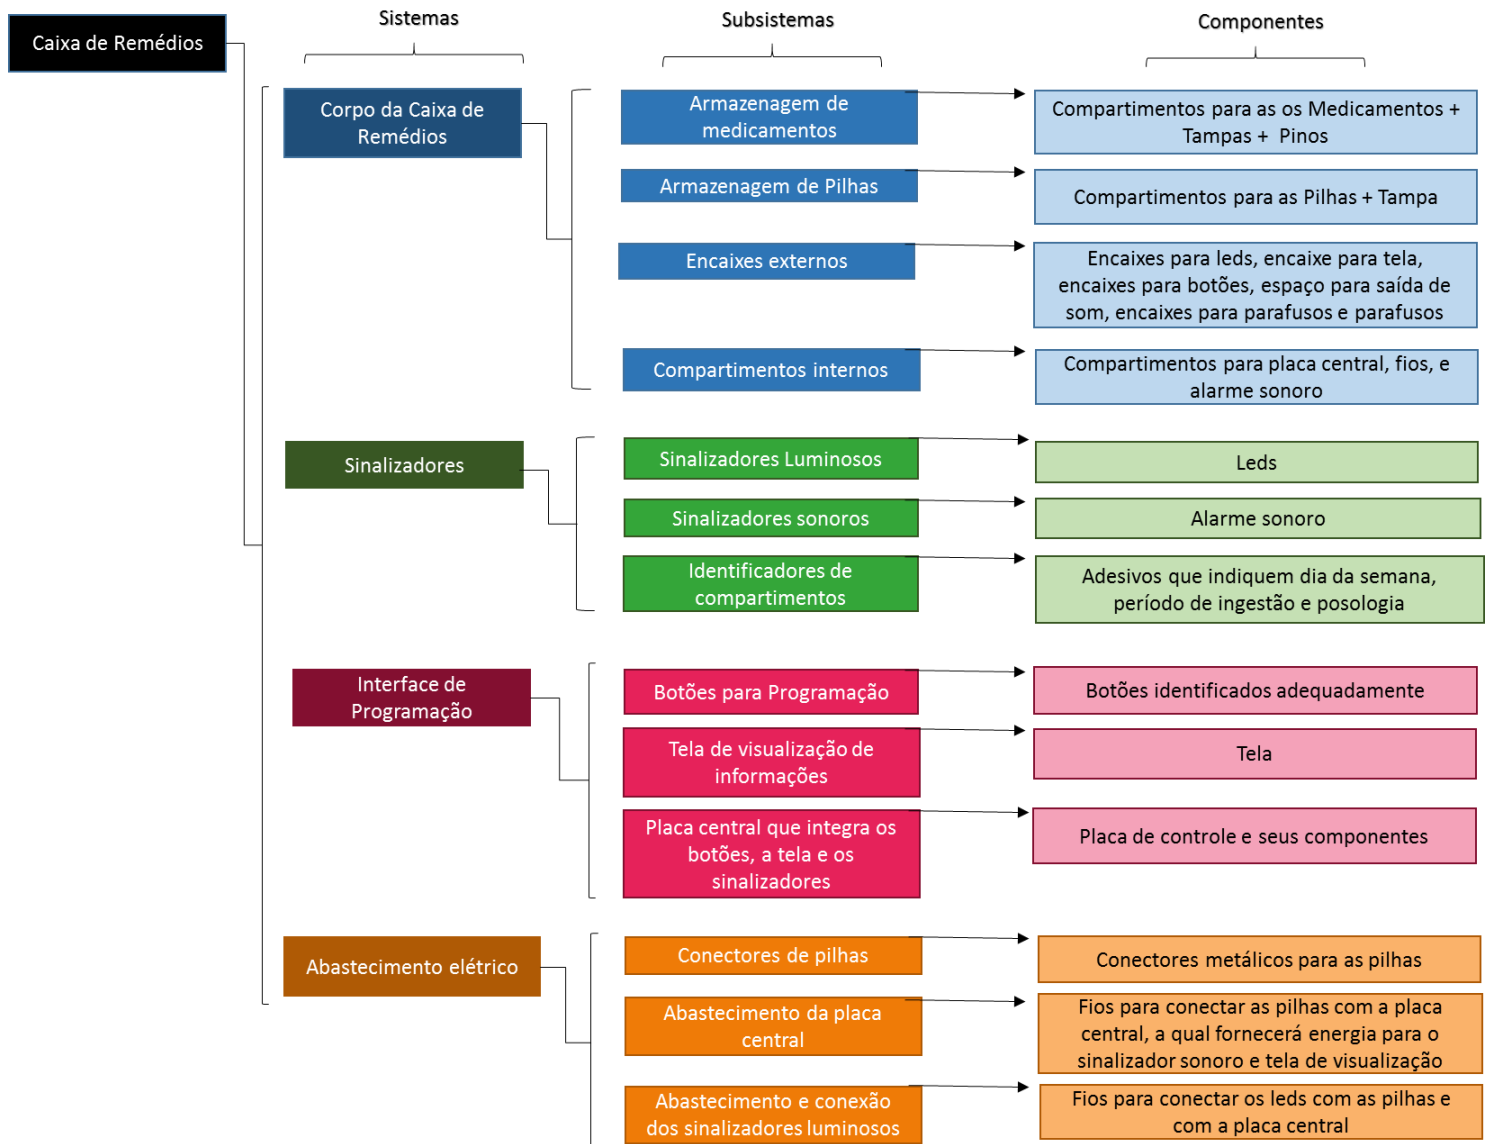 Caixa de Remédios
Sistemas
Subsistemas
Componentes
Corpo da Caixa de
Remédios
Armazenagem de
medicamentos
Compartimentos para as os Medicamentos +
Tampas + Pinos
Armazenagem de Pilhas
Compartimentos para as Pilhas + Tampa
Encaixes externos
Encaixes para leds, encaixe para tela,
encaixes para botões, espaço para saída de
som, encaixes para parafusos e parafusos
Compartimentos internos
Compartimentos para placa central, fios, e
alarme sonoro
Sinalizadores
Sinalizadores Luminosos
Leds
Sinalizadores sonoros
Alarme sonoro
Identificadores de
compartimentos
Adesivos que indiquem dia da semana,
período de ingestão e posologia
Interface de
Programação
Botões para Programação
Botões identificados adequadamente
Tela de visualização de
informações
Tela
Placa central que integra os
botões, a tela e os
sinalizadores
Placa de controle e seus componentes
Abastecimento elétrico
Conectores de pilhas
Conectores metálicos para as pilhas
Abastecimento da placa
central
Fios para conectar as pilhas com a placa
central, a qual fornecerá energia para o
sinalizador sonoro e tela de visualização
Abastecimento e conexão
dos sinalizadores luminosos
Fios para conectar os leds com as pilhas e
com a placa central